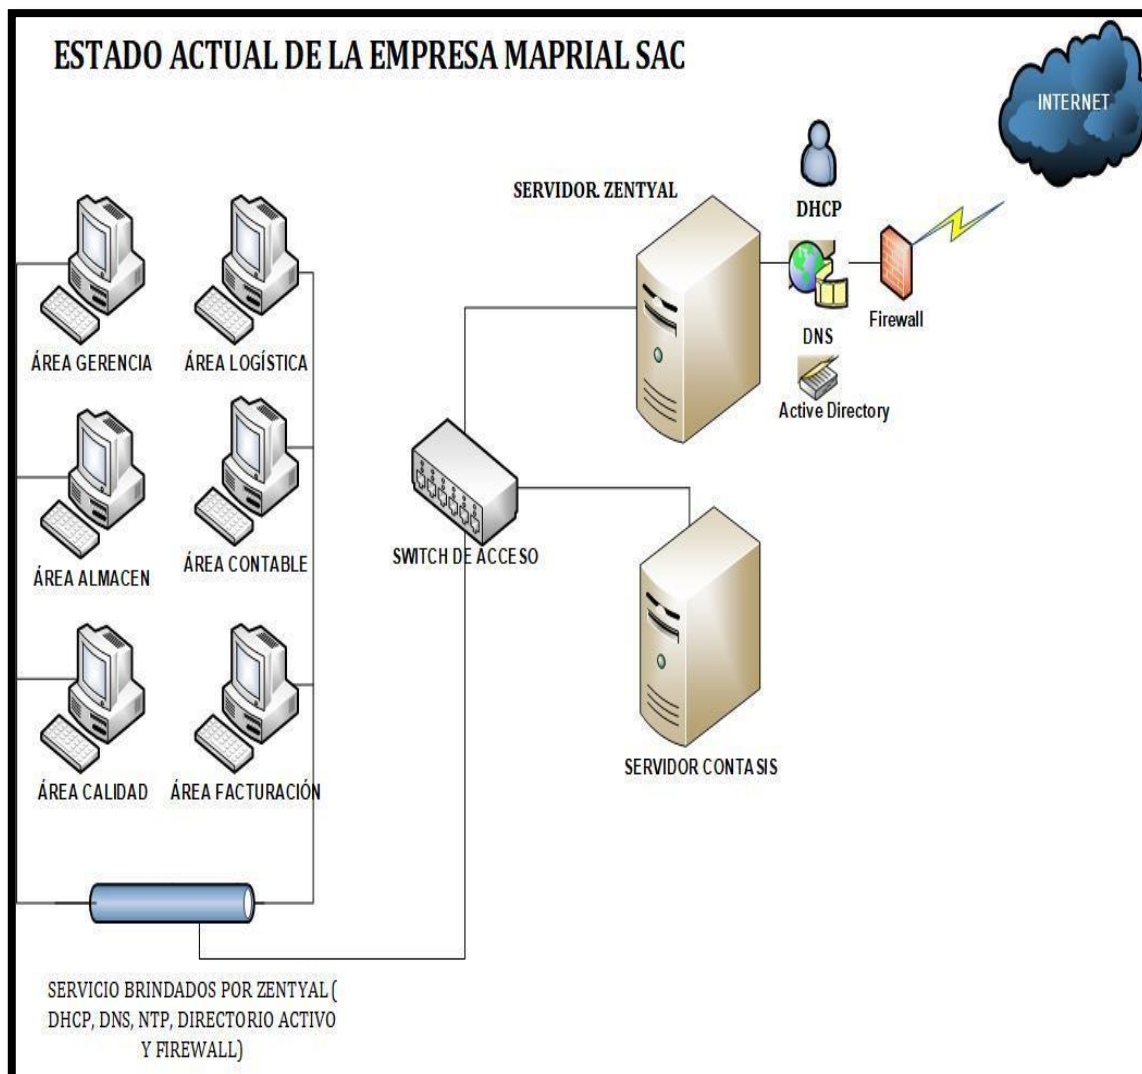 ESTADO ACTUAL DE LA EMPRESA MAPRIAL SAC
INTERNET
SERVIDOR. ZENTYAL
DHCP
DNS
Firewall
Active Directory
ÁREA GERENCIA
ÁREA LOGÍSTICA
ÁREA ALMACEN
ÁREA CONTABLE
SWITCH DE ACCESO
ÁREA CALIDAD
ÁREA FACTURACIÓN
SERVIDOR CONTASIS
SERVICIO BRINDADOS POR ZENTYAL (
DHCP, DNS, NTP, DIRECTORIO ACTIVO
Y FIREWALL)